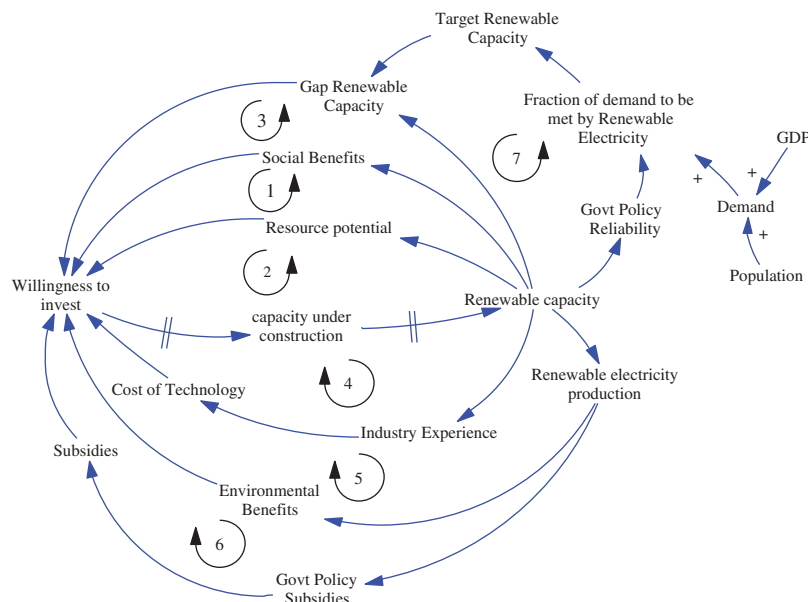 Target Renewable
Capacity
Gap Renewable
Capacity
Fraction of demand to be
met by Renewable
Electricity
GDP
3
7
Social Benefits
+
+
1
Govt Policy
Reliability
Demand
Resource potential
+
2
Population
Willingness to
invest
capacity under
construction
Renewable capacity
4
Renewable electricity
production
Cost of Technology
Industry Experience
Subsidies
5
Environmental
Benefits
6
Govt Policy
Subsidies